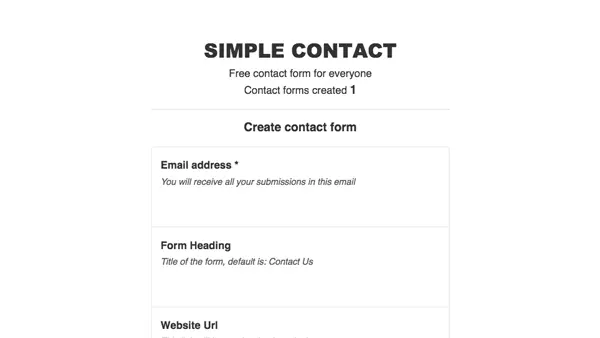 SIMPLE CONTACT
Free contact form for everyone
Contact forms created 1
Create contact form
Email address *
You will receive all your submissions in this email
Form Heading
Title of the form, default is: Contact Us
Website Url